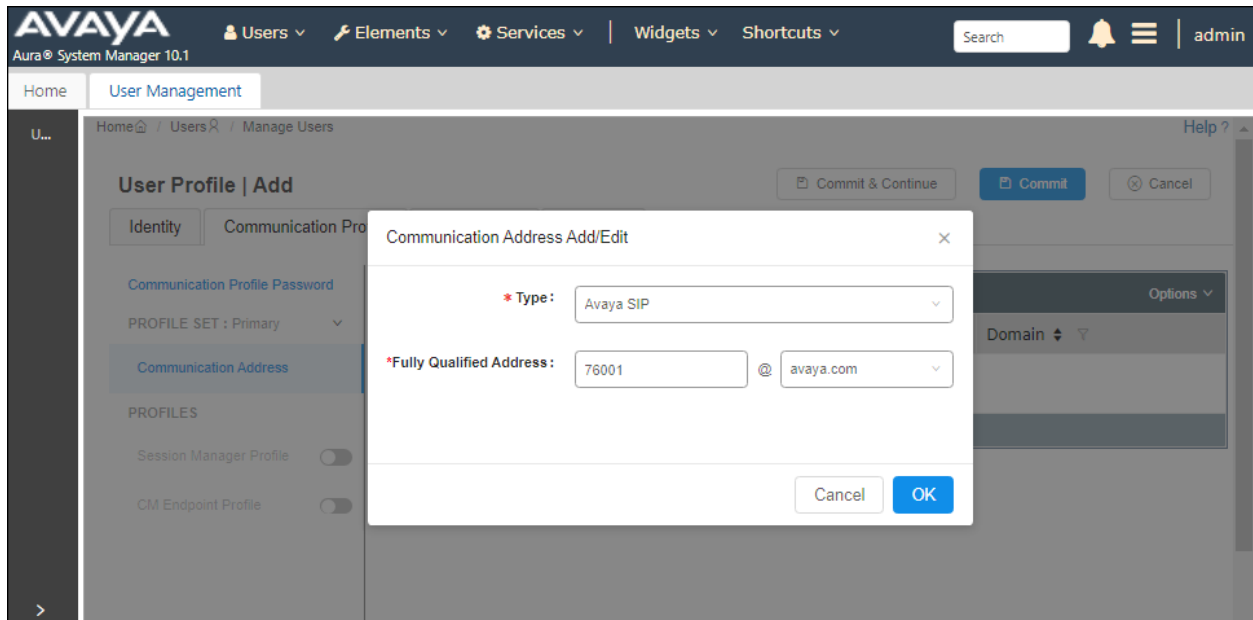 AVAYA
Aura® System Manager 10.1
Users Elements Services | Widgets Shortcuts Search | admin
Home User Management
U...
Home / Users / Manage Users Help ?
User Profile | Add Commit & Continue Commit Cancel
Identity Communication Pro
Communication Address Add/Edit
Communication Profile Password
* Type: Avaya SIP
Options
PROFILE SET : Primary
Domain
*Fully Qualified Address: 76001 @ avaya.com
Communication Address
PROFILES
Session Manager Profile
CM Endpoint Profile
Cancel OK